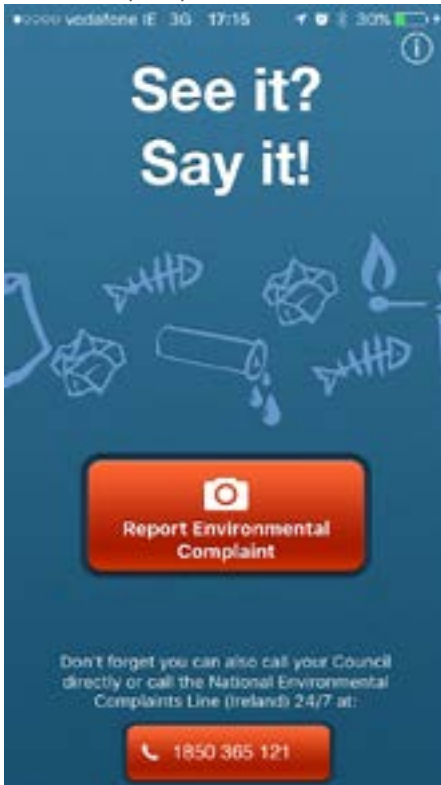 vodafone IE 3G 17:15 30%
See it?
Say it!
Report Environmental
Complaint
Don't forget you can also call your Council
directly or call the National Environmental
Complaints Line (Ireland) 24/7 at:
1850 365 121